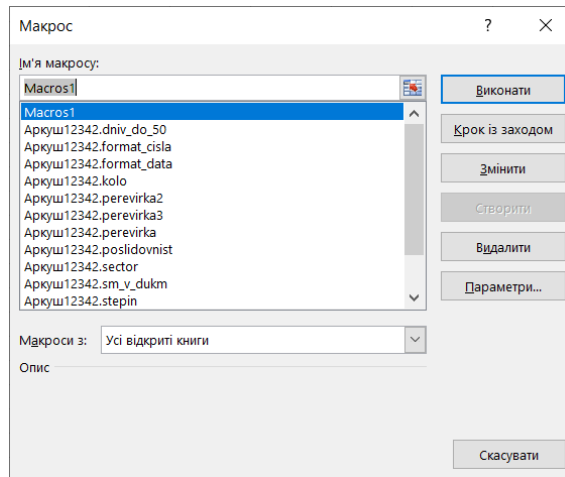 Макрос ? ✕
Ім'я макросу:
Macros1
Виконати
Macros1
Аркуш12342.dniv_do_50
Крок із заходом
Аркуш12342.format_cisla
Аркуш12342.format_data
Змінити
Аркуш12342.kolo
Аркуш12342.perevirka2
Створити
Аркуш12342.perevirka3
Аркуш12342.perevirka
Видалити
Аркуш12342.poslidovnist
Аркуш12342.sector
Параметри...
Аркуш12342.sm_v_dukm
Аркуш12342.stepin
Макроси з: Усі відкриті книги
Опис
Скасувати